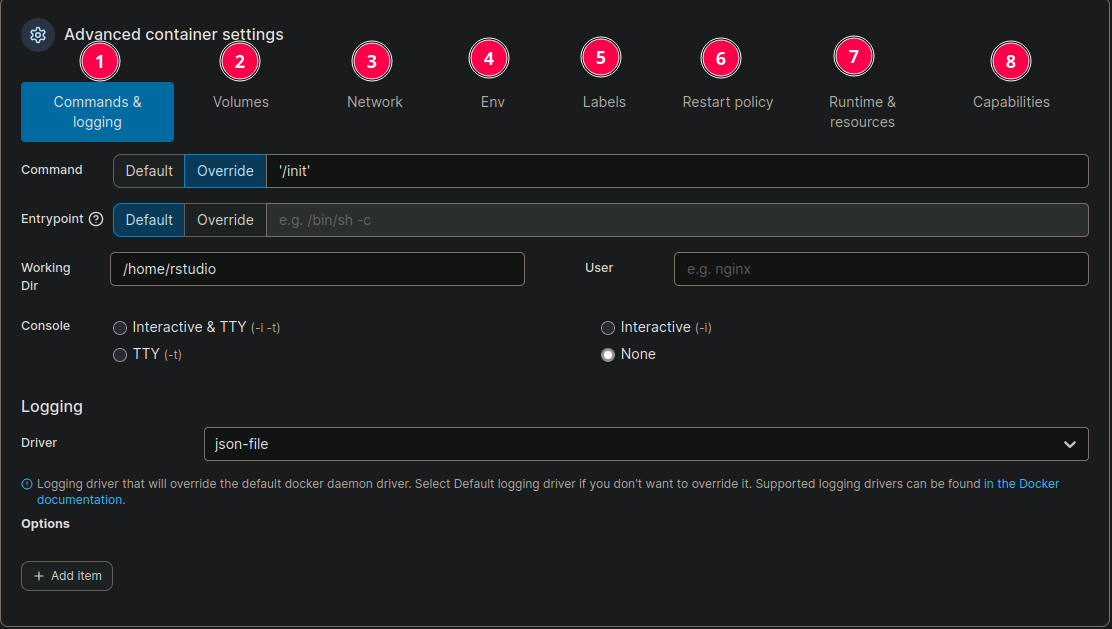 Advanced container settings
1 2 3 4 5 6 7 8
Commands & Volumes Network Env Labels Restart policy Runtime & Capabilities
logging resources
Command Default Override '/init'
Entrypoint ? Default Override e.g. /bin/sh -c
Working /home/rstudio User e.g. nginx
Dir
Console Interactive & TTY (-i -t) Interactive (-i)
TTY (-t) None
Logging
Driver json-file
Logging driver that will override the default docker daemon driver. Select Default logging driver if you don't want to override it. Supported logging drivers can be found in the Docker
documentation.
Options
+ Add item